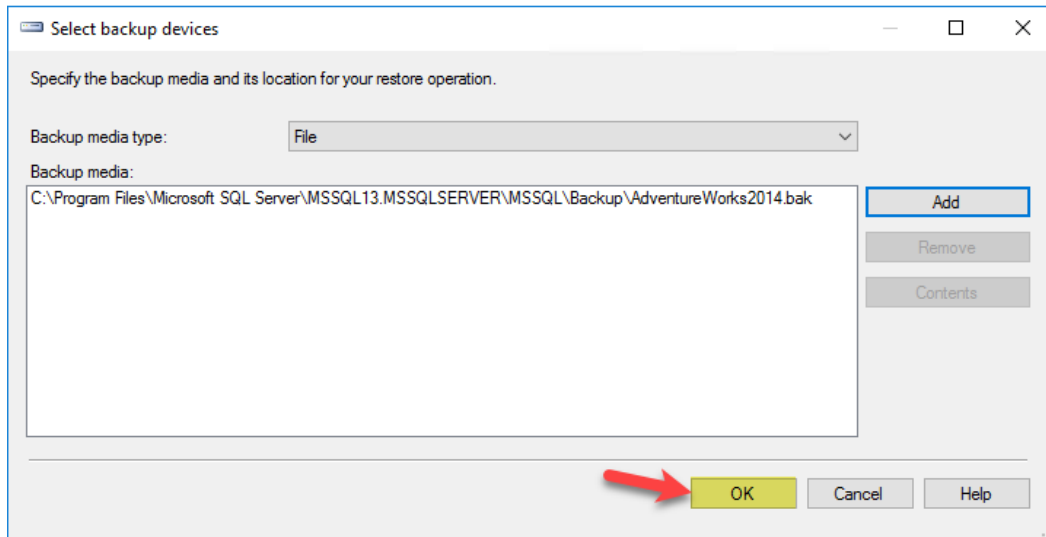 Select backup devices
Specify the backup media and its location for your restore operation.
Backup media type:
File
Backup media:
C:\Program Files\Microsoft SQL Server\MSSQL13.MSSQLSERVER\MSSQL\Backup\AdventureWorks2014.bak
Add
Remove
Contents
OK
Cancel
Help